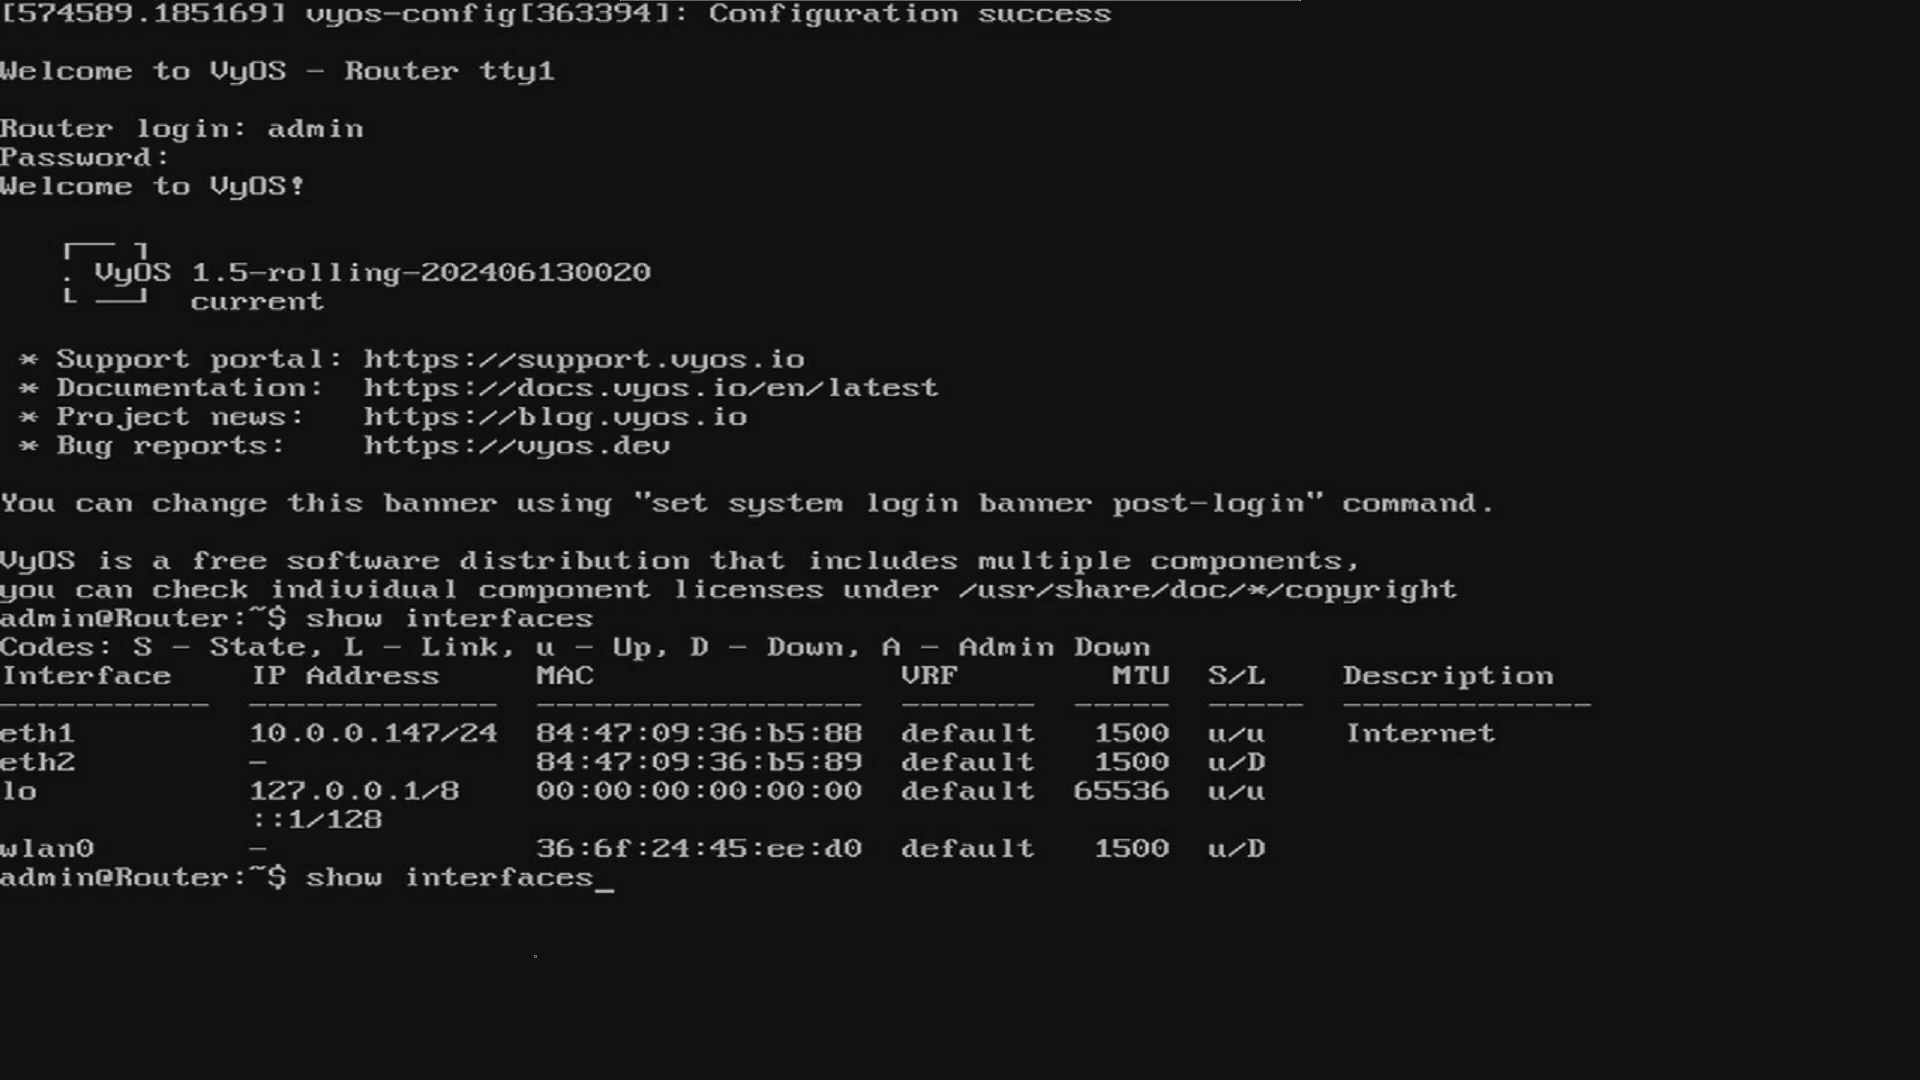 [574589.185169] vyos-config[363394]: Configuration success
Welcome to VyOS - Router tty1
Router login: admin
Password:
Welcome to VyOS!
. VyOS 1.5-rolling-202406130020
current
* Support portal: https://support.vyos.io
* Documentation: https://docs.vyos.io/en/latest
* Project news: https://blog.vyos.io
* Bug reports: https://vyos.dev
You can change this banner using "set system login banner post-login" command.
VyOS is a free software distribution that includes multiple components,
you can check individual component licenses under /usr/share/doc/*/copyright
admin@Router:~$ show interfaces
Codes: S - State, L - Link, u - Up, D - Down, A - Admin Down
Interface IP Address MAC VRF MTU S/L Description
----------- ------------- ----------------- ------- ----- ----- -------------
eth1 10.0.0.147/24 84:47:09:36:b5:88 default 1500 u/u Internet
eth2 - 84:47:09:36:b5:89 default 1500 u/D
lo 127.0.0.1/8 00:00:00:00:00:00 default 65536 u/u
::1/128
wlan0 - 36:6f:24:45:ee:d0 default 1500 u/D
admin@Router:~$ show interfaces_